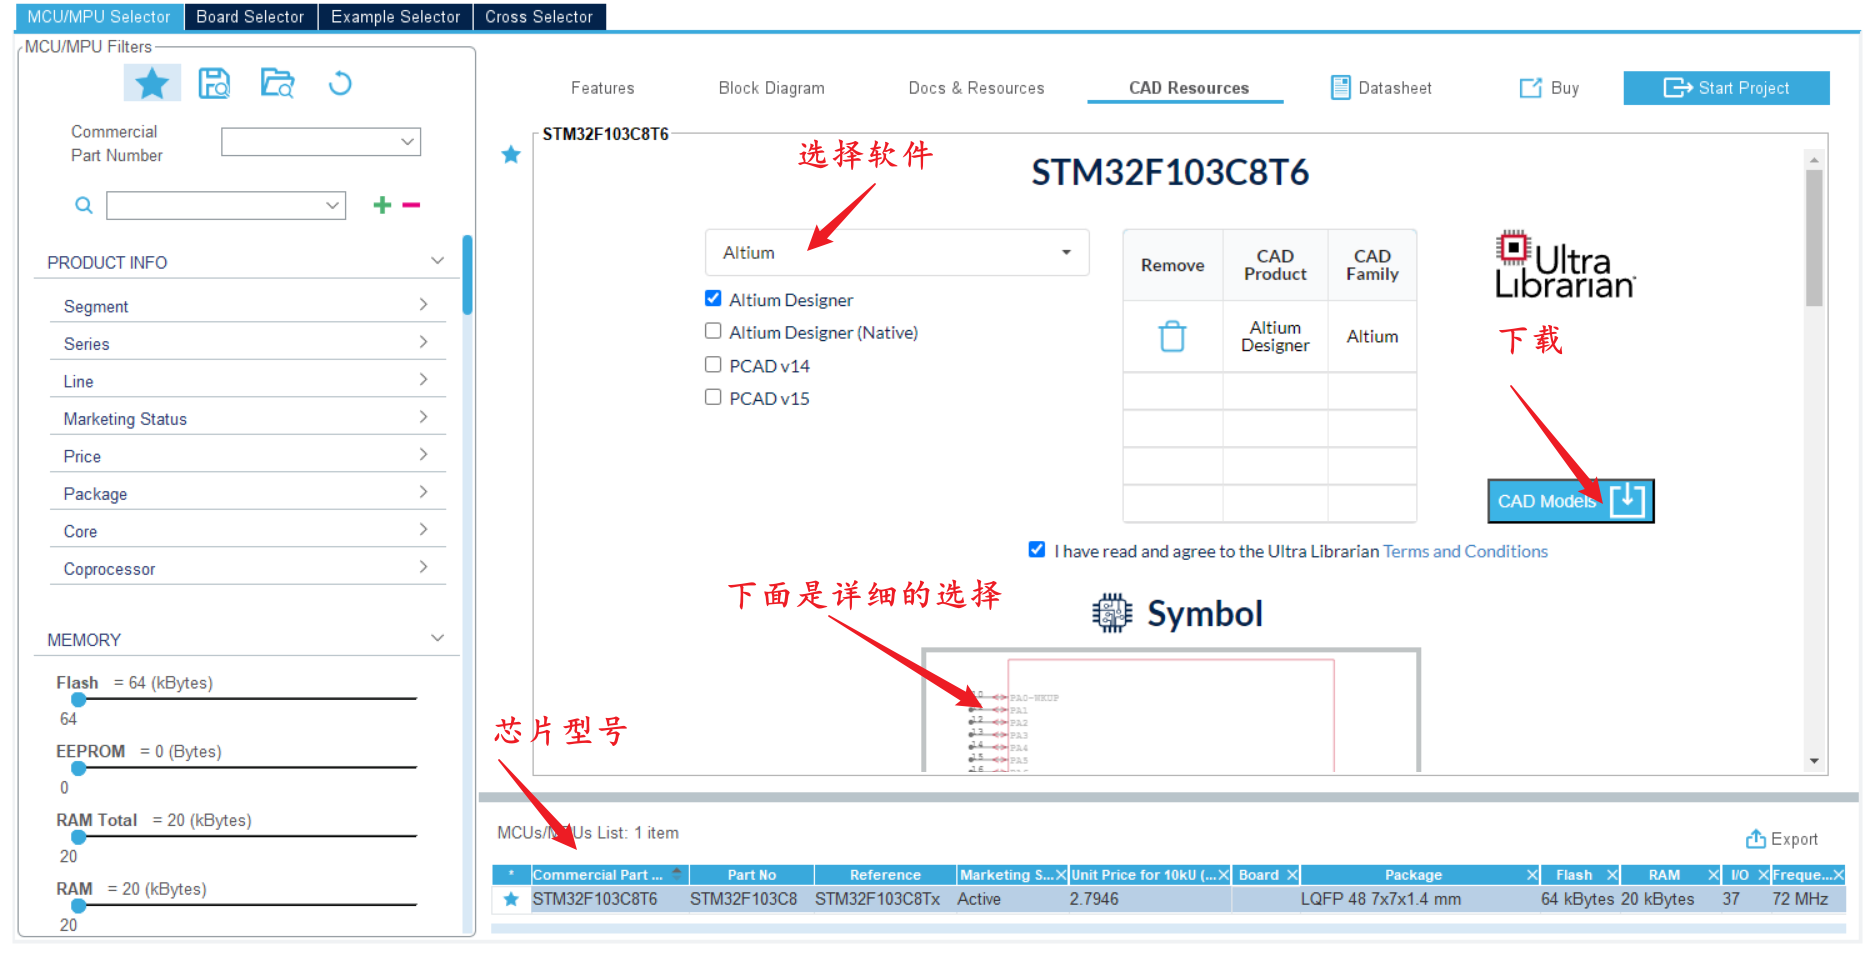 MCU/MPU Selector
Board Selector
Example Selector
Cross Selector
MCU/MPU Filters
Commercial
Part Number
PRODUCT INFO
Segment
Series
Line
Marketing Status
Price
Package
Core
Coprocessor
MEMORY
Flash = 64 (kBytes)
64
EEPROM = 0 (Bytes)
0
RAM Total = 20 (kBytes)
20
RAM = 20 (kBytes)
20
Features
Block Diagram
Docs & Resources
CAD Resources
Datasheet
Buy
Start Project
STM32F103C8T6
选择软件
STM32F103C8T6
Altium
Altium Designer
Altium Designer (Native)
PCAD v14
PCAD v15
Remove
CAD Product
CAD Family
Altium Designer
Altium
Ultra
Librarian
下载
CAD Models
I have read and agree to the Ultra Librarian Terms and Conditions
下面是详细的选择
Symbol
10 PA0-WKUP
PA1
12 PA2
13 PA3
14 PA4
15 PA5
16
芯片型号
MCUs/MPUs List: 1 item
Export
* Commercial Part ... Part No Reference Marketing S... Unit Price for 10kU (... Board Package Flash RAM I/O Freque...
STM32F103C8T6 STM32F103C8 STM32F103C8Tx Active 2.7946 LQFP 48 7x7x1.4 mm 64 kBytes 20 kBytes 37 72 MHz